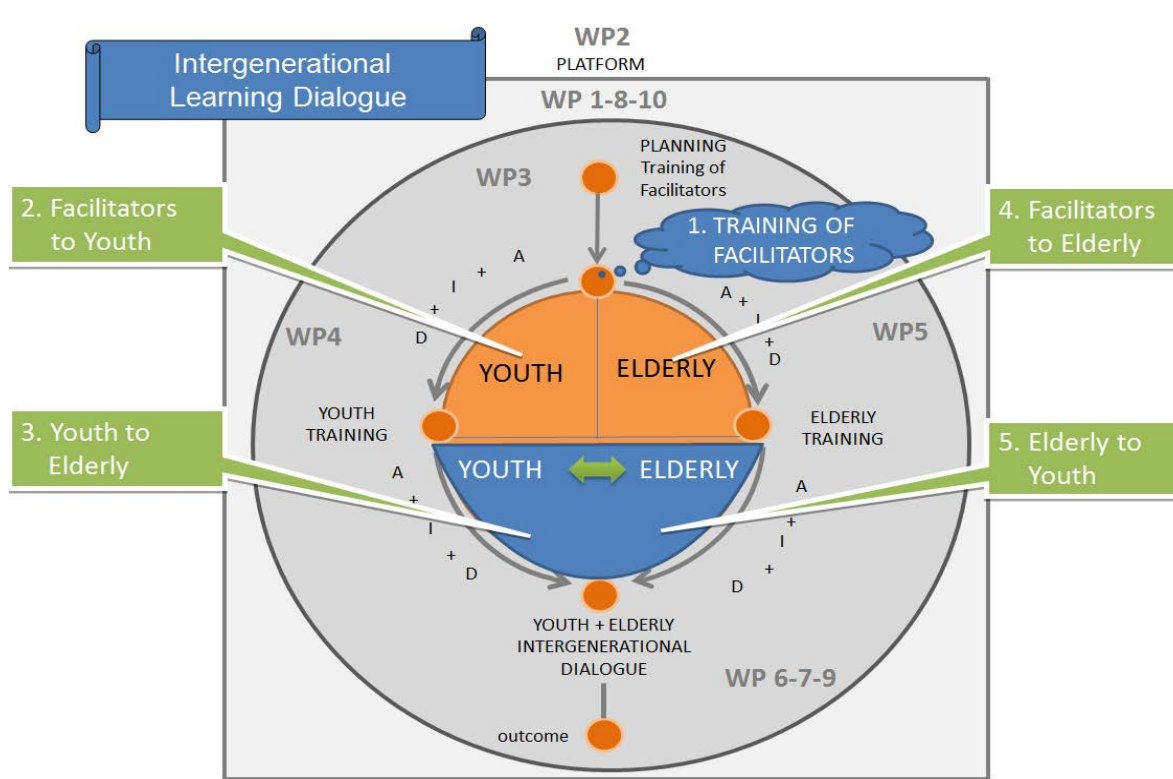 Intergenerational
Learning Dialogue
WP2
PLATFORM
WP 1-8-10
WP3
PLANNING
Training of
Facilitators
1. TRAINING OF
FACILITATORS
2. Facilitators
to Youth
4. Facilitators
to Elderly
A
+
I
+
D
A
+
I
+
D
WP4
WP5
YOUTH
ELDERLY
YOUTH
TRAINING
ELDERLY
TRAINING
3. Youth to
Elderly
5. Elderly to
Youth
YOUTH
ELDERLY
A
+
I
+
D
A
+
I
+
D
YOUTH + ELDERLY
INTERGENERATIONAL
DIALOGUE
WP 6-7-9
outcome